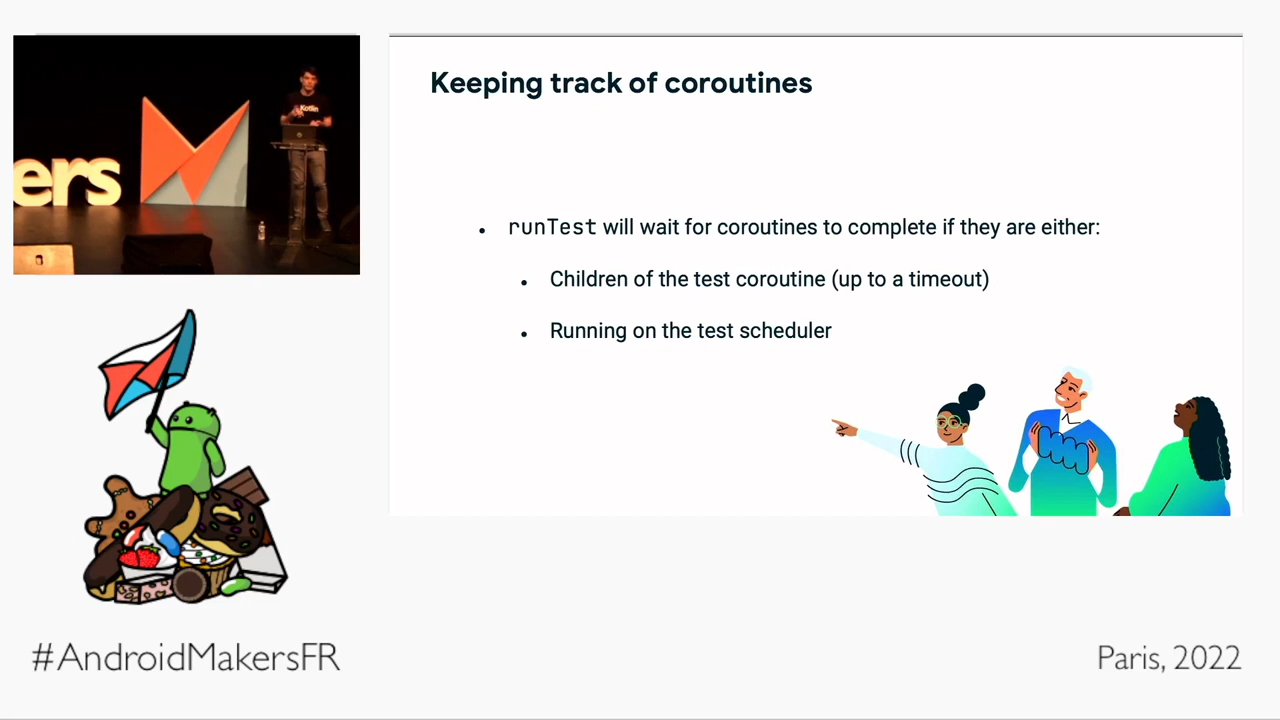 Keeping track of coroutines
Kotlin
ers
• runTest will wait for coroutines to complete if they are either:
• Children of the test coroutine (up to a timeout)
• Running on the test scheduler
#AndroidMakersFR
Paris, 2022